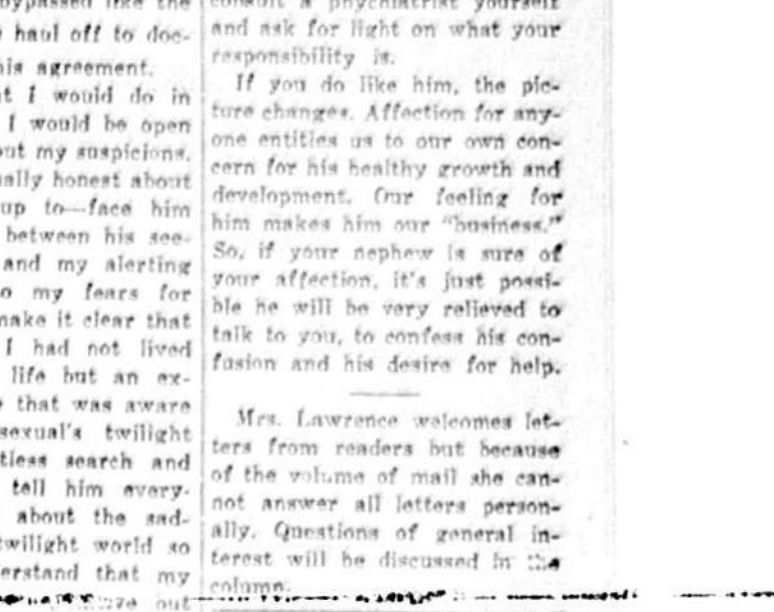 bypassed like the
haul off to doc-
his agreement.
t I would do in
I would be open
out my suspicions.
ually honest about
up to—face him
between his see-
and my alerting
o my fears for
make it clear that
I had not lived
life but an ex-
that was aware
sexual's twilight
tless search and
tell him every-
about the sad-
twilight world so
erstand that my
out
consult a psychiatrist yourself
and ask for light on what your
responsibility is.
If you do like him, the pic-
ture changes. Affection for any-
one entitles us to our own con-
cern for his healthy growth and
development. Our feeling for
him makes him our "business."
So, if your nephew is sure of
your affection, it's just possi-
ble he will be very relieved to
talk to you, to confess his con-
fusion and his desire for help.
Mrs. Lawrence welcomes let-
ters from readers but because
of the volume of mail she can-
not answer all letters person-
ally. Questions of general in-
terest will be discussed in the
column.